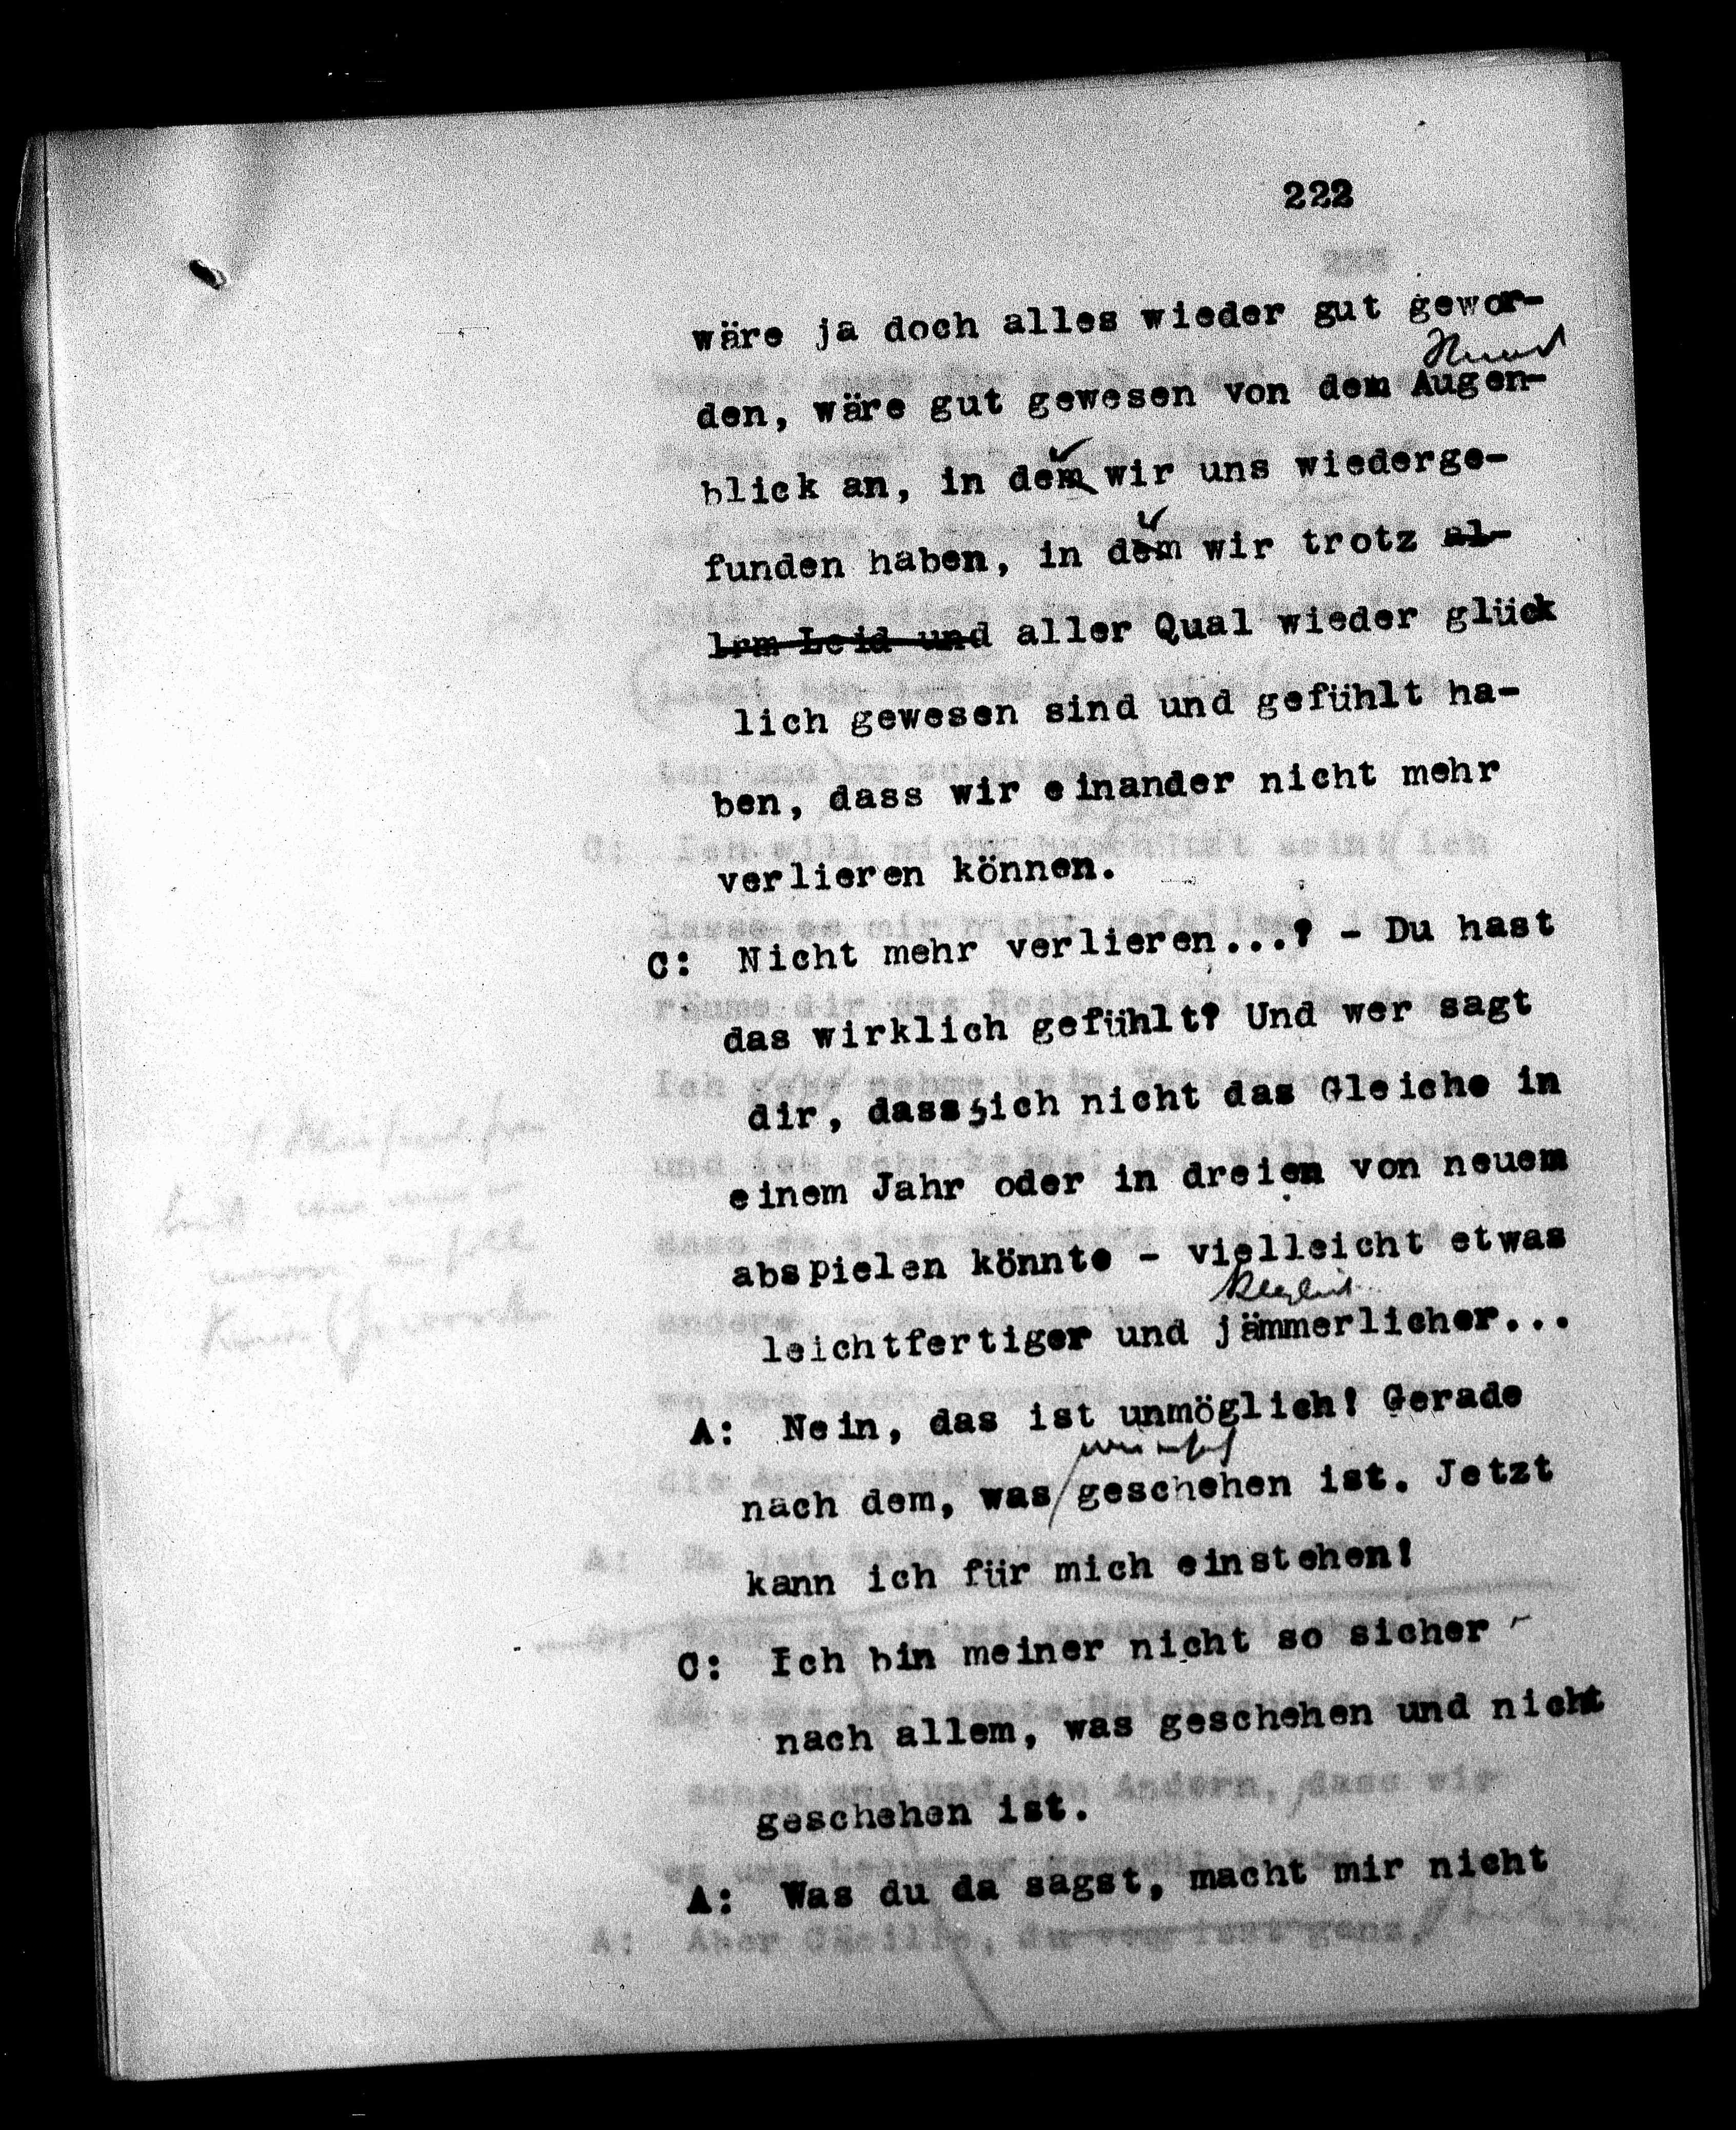 222
wäre ja doch alles wieder gut gewor-
den, wäre gut gewesen von dem Augen-
blick an, in dem wir uns wiederge-
funden haben, in dem wir trotz al-
lem Leid und aller Qual wieder glück
lich gewesen sind und gefühlt ha-
ben, dass wir einander nicht mehr
verlieren können.
C: Nicht mehr verlieren...? - Du hast
das wirklich gefühlt? Und wer sagt
dir, dass sich nicht das Gleiche in
einem Jahr oder in dreien von neuem
abspielen könnte - vielleicht etwas
leichtfertiger und jämmerlicher...
A: Nein, das ist unmöglich! Gerade
nach dem, was geschehen ist. Jetzt
kann ich für mich einstehen!
C: Ich bin meiner nicht so sicher -
nach allem, was geschehen und nicht
geschehen ist.
A: Was du da sagst, macht mir nicht